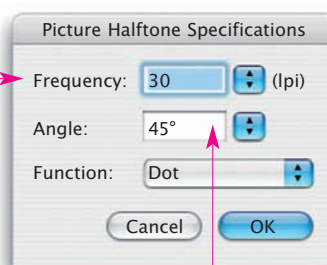 Picture Halftone Specifications
Frequency: 30 (lpi)
Angle: 45°
Function: Dot
Cancel OK